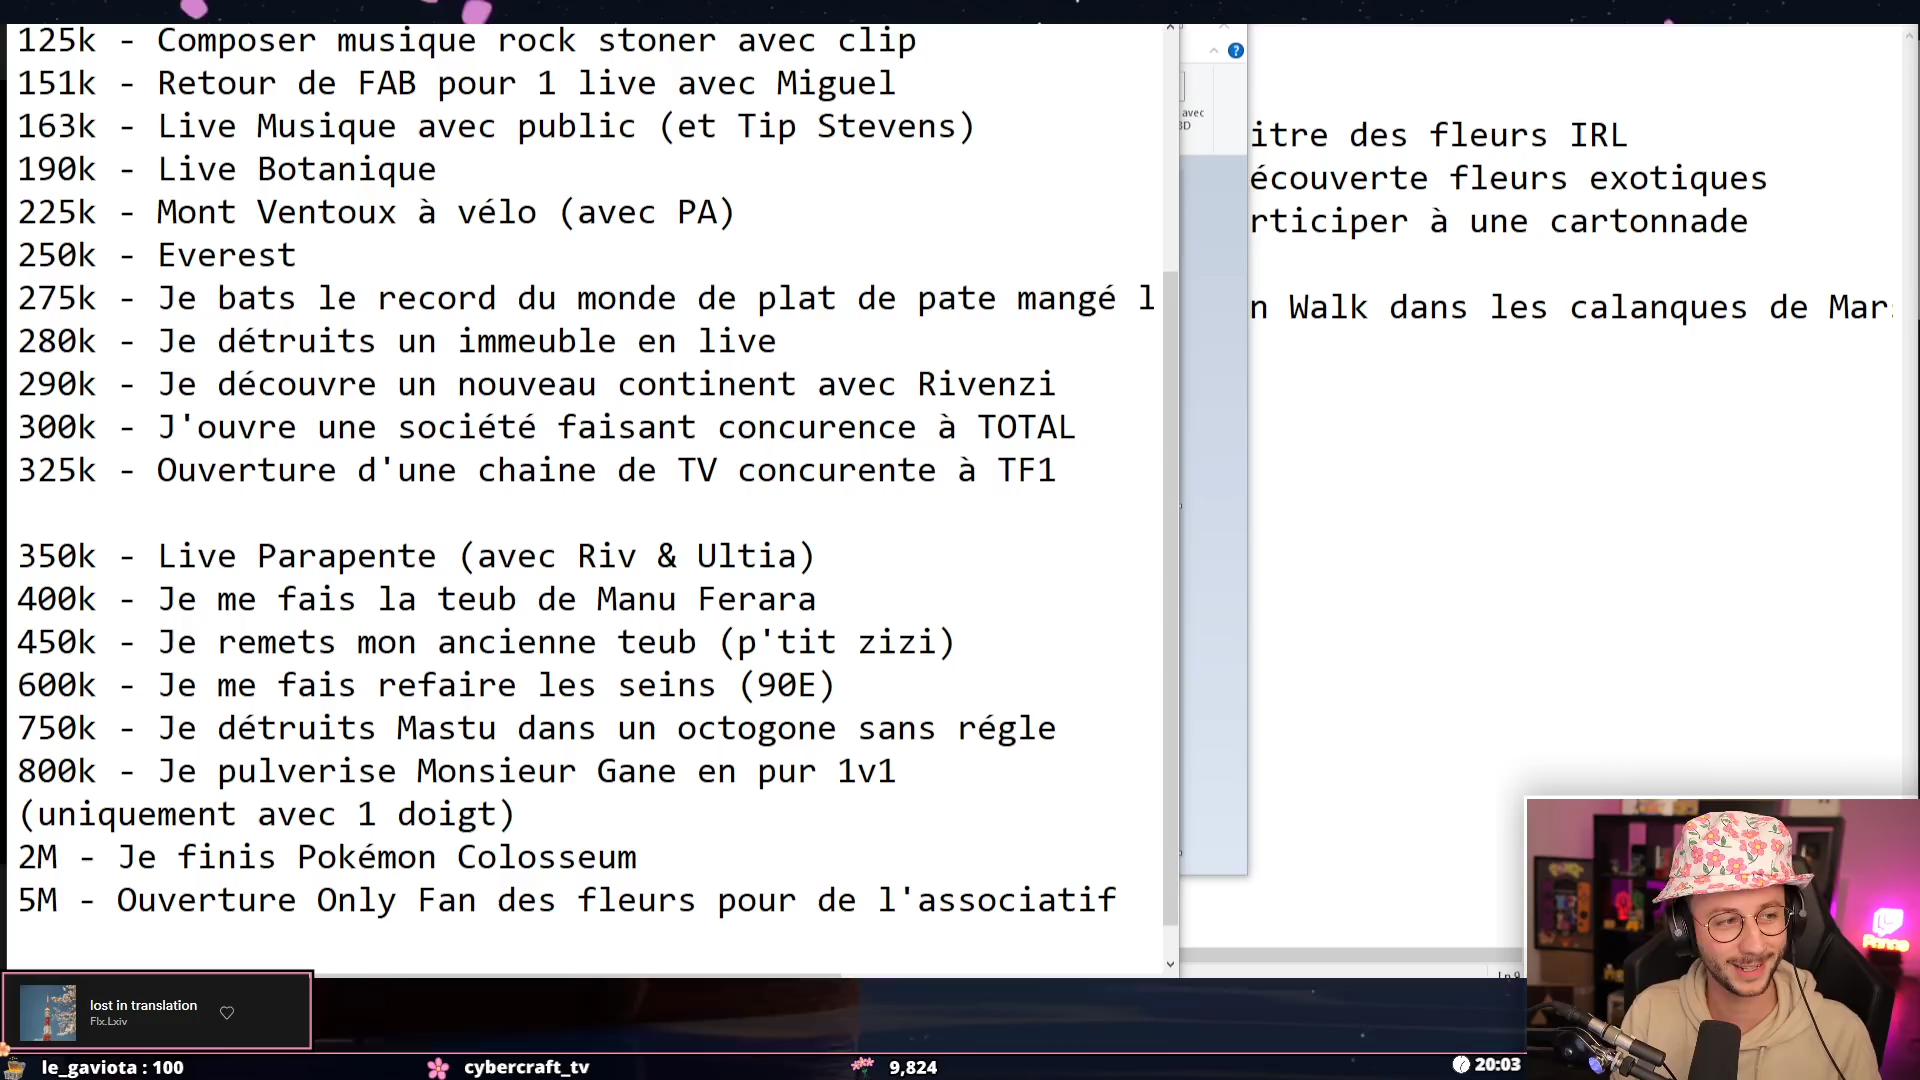 125k - Composer musique rock stoner avec clip
151k - Retour de FAB pour 1 live avec Miguel
163k - Live Musique avec public (et Tip Stevens)
190k - Live Botanique
225k - Mont Ventoux à vélo (avec PA)
250k - Everest
275k - Je bats le record du monde de plat de pate mangé l
280k - Je détruits un immeuble en live
290k - Je découvre un nouveau continent avec Rivenzi
300k - J'ouvre une société faisant concurence à TOTAL
325k - Ouverture d'une chaine de TV concurente à TF1
350k - Live Parapente (avec Riv & Ultia)
400k - Je me fais la teub de Manu Ferara
450k - Je remets mon ancienne teub (p'tit zizi)
600k - Je me fais refaire les seins (90E)
750k - Je détruits Mastu dans un octogone sans régle
800k - Je pulverise Monsieur Gane en pur 1v1
(uniquement avec 1 doigt)
2M - Je finis Pokémon Colosseum
5M - Ouverture Only Fan des fleurs pour de l'associatif
?
avec
3D
itre des fleurs IRL
écouverte fleurs exotiques
rticiper à une cartonnade
n Walk dans les calanques de Mar
lost in translation
Flx.Lxiv
le_gaviota : 100
cybercraft_tv
9,824
20:03